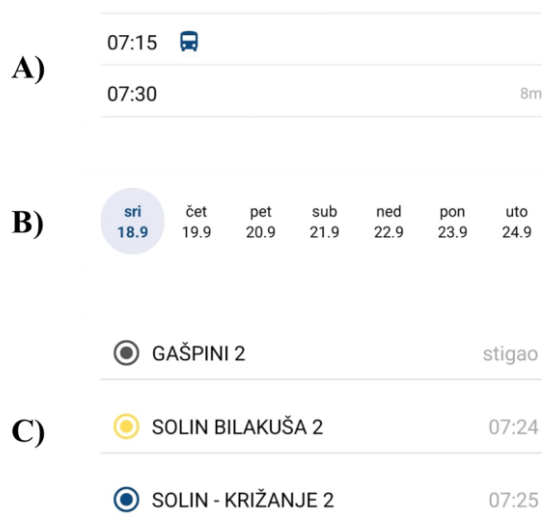 A)
07:15
07:30 8m
B)
sri čet pet sub ned pon uto
18.9 19.9 20.9 21.9 22.9 23.9 24.9
C)
GAŠPINI 2 stigao
SOLIN BILAKUŠA 2 07:24
SOLIN - KRIŽANJE 2 07:25